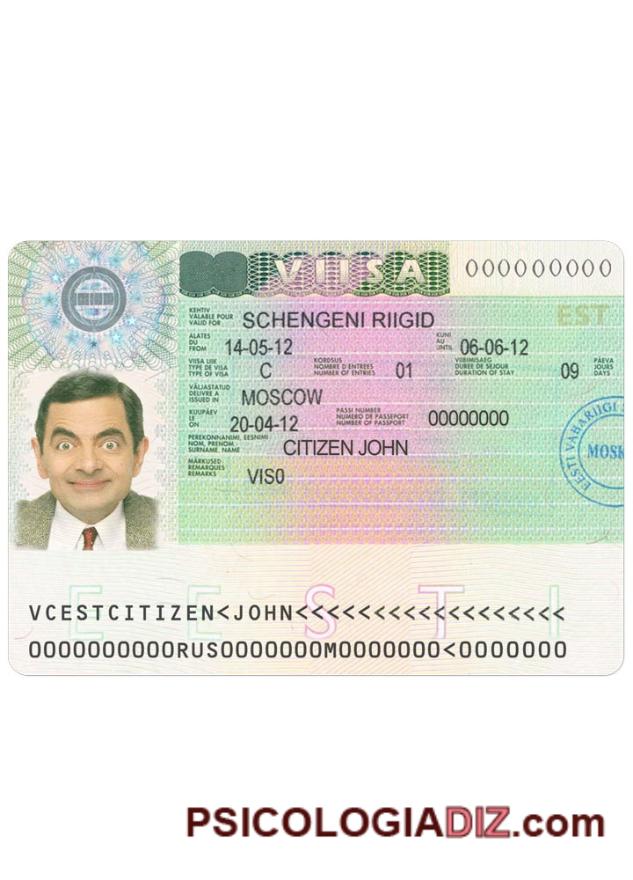 VIISA 000000000
KEHTIV
VALABLE POUR
VALID FOR SCHENGENI RIIGID EST
ALATES
DU
FROM 14-05-12 KUNI
AU
UNTIL 06-06-12
VIISA LIIK
TYPE DE VISA
TYPE OF VISA C KORDSUS
NOMBRE D'ENTREES
NUMBER OF ENTRIES 01 VIIBIMISAEG
DUREE DE SEJOUR
DURATION OF STAY 09 PÄEVA
JOURS
DAYS
VÄLJASTATUD
DELIVRE A
ISSUED IN MOSCOW
KUUPÄEV
LE
ON 20-04-12 PASSI NUMBER
NUMERO DE PASSEPORT
NUMBER OF PASSPORT 00000000
PEREKONNANIMI, EESNIMI
NOM, PRENOM
SURNAME, NAME CITIZEN JOHN
MÄRKUSED
REMARQUES
REMARKS VIS0
EESTI VABARIIGI
MOSK
EESTI
VCESTCITIZEN<JOHN<<<<<<<<<<<<<<<<<<<
0000000000RUS0000000M0000000<0000000
PSICOLOGIADIZ.com